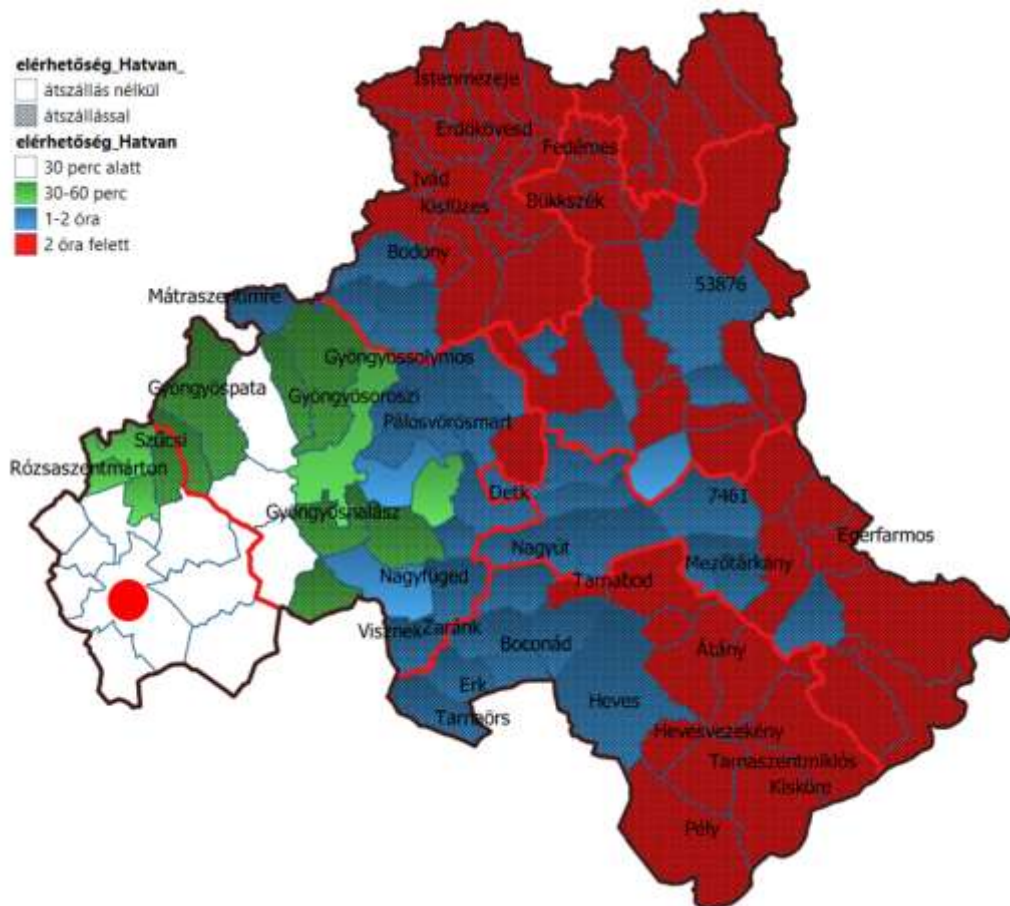 elérhetőség_Hatvan_
átszállás nélkül
átszállással
elérhetőség_Hatvan
30 perc alatt
30-60 perc
1-2 óra
2 óra felett
Istenmezeje
Erdőkövesd
Fedémes
Ivád
Kisfüzes
Bükkszék
Bodony
53876
Mátraszentimre
Gyöngyössolymos
Gyöngyöspata
Gyöngyösoroszi
Pálosvörösmart
Szűcsi
Rózsaszentmárton
Detk
7461
Gyöngyöshalász
Egerfarmos
Nagyút
Mezőtárkány
Nagyfüged
Tarnabod
Visznek
Zaránk
Boconád
Átány
Erk
Heves
Tarnaörs
Hevesvezekény
Tarnaszentmiklós
Kisköre
Pély